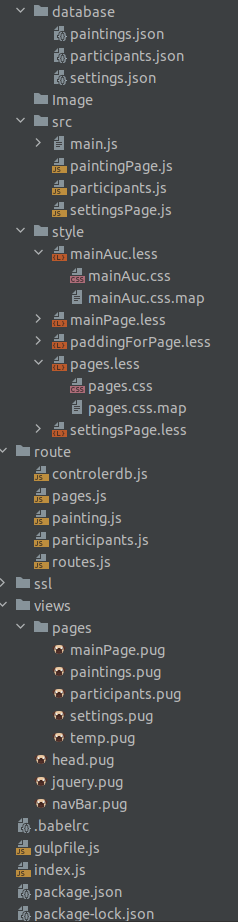 database
paintings.json
participants.json
settings.json
Image
src
main.js
paintingPage.js
participants.js
settingsPage.js
style
mainAuc.less
mainAuc.css
mainAuc.css.map
mainPage.less
paddingForPage.less
pages.less
pages.css
pages.css.map
settingsPage.less
route
controlerdb.js
pages.js
painting.js
participants.js
routes.js
ssl
views
pages
mainPage.pug
paintings.pug
participants.pug
settings.pug
temp.pug
head.pug
jquery.pug
navBar.pug
.babelrc
gulpfile.js
index.js
package.json
package-lock.json